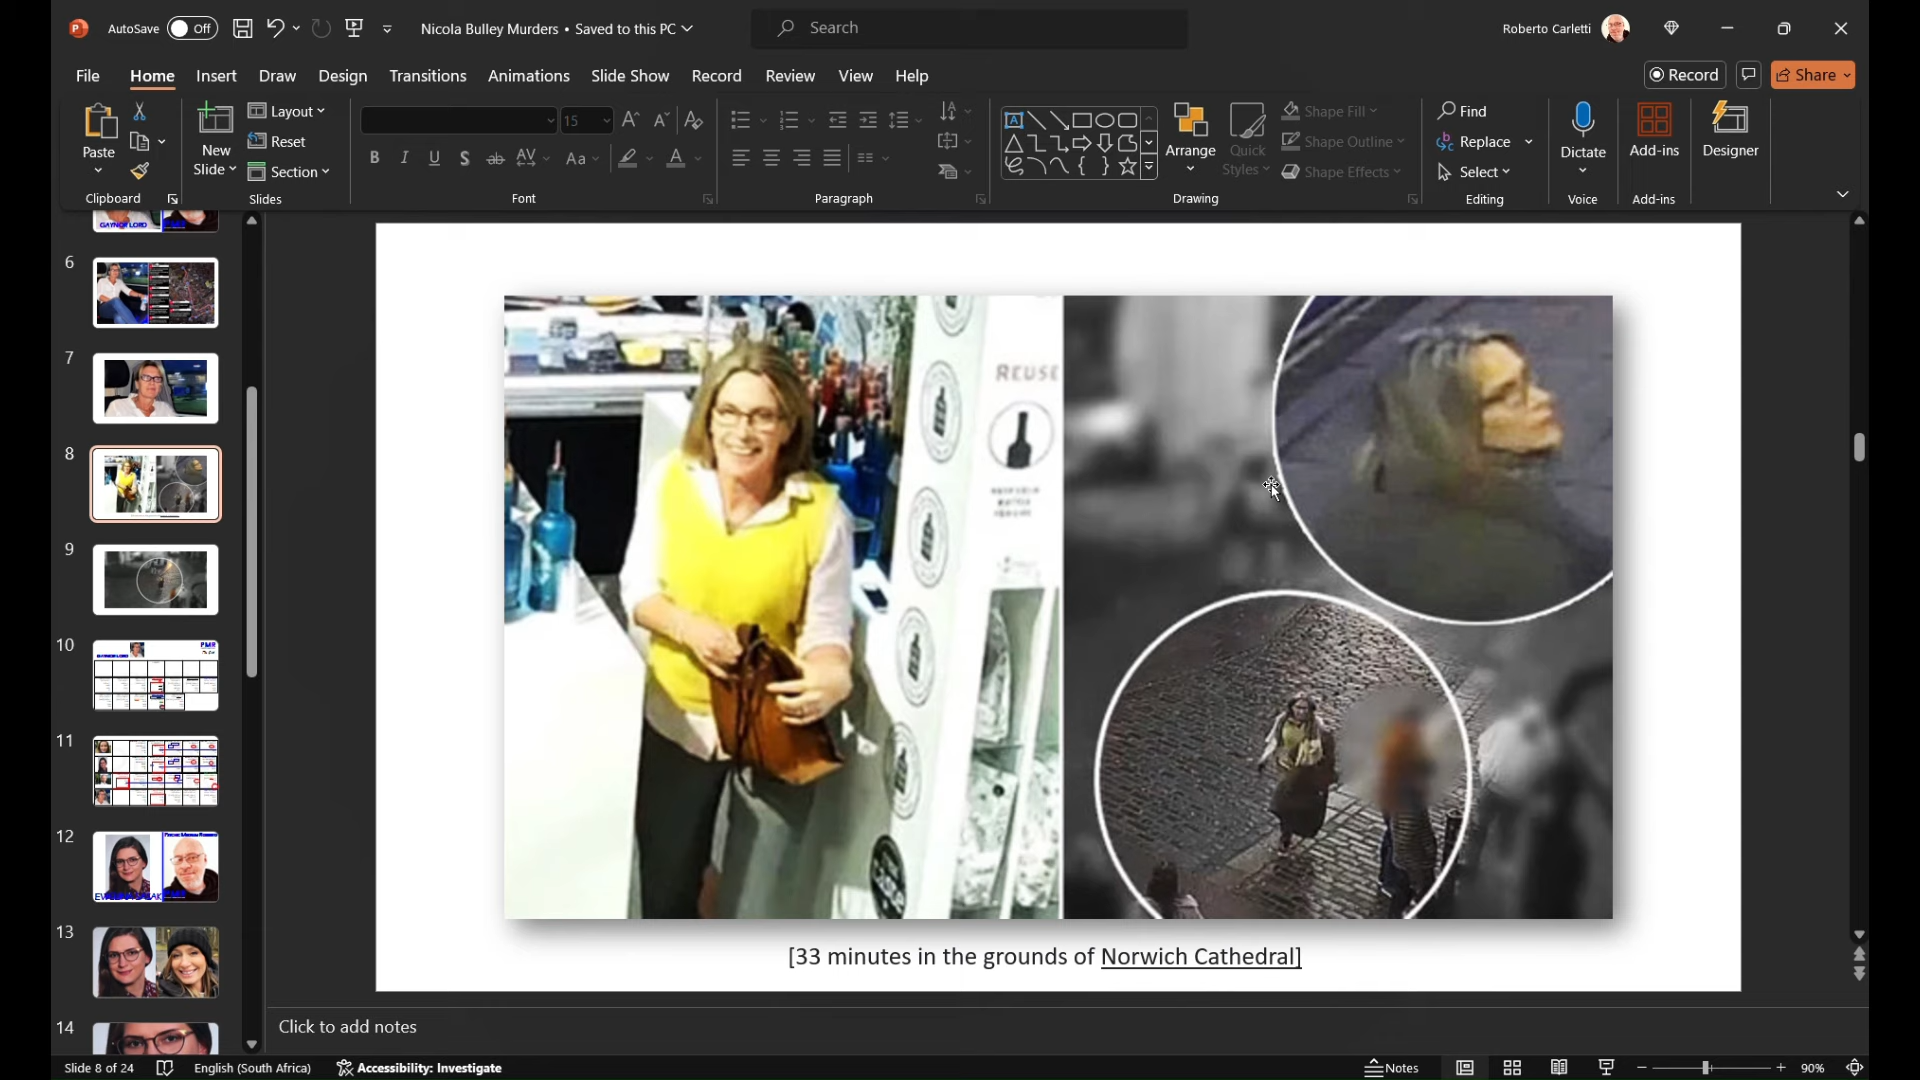 AutoSave Off
Nicola Bulley Murders • Saved to this PC
Search
Roberto Carletti
File Home Insert Draw Design Transitions Animations Slide Show Record Review View Help
Record Share
Paste
Clipboard
New Slide
Layout
Reset
Section
Slides
15
Font
Paragraph
Arrange
Quick Styles
Shape Fill
Shape Outline
Shape Effects
Drawing
Find
Replace
Select
Editing
Dictate
Voice
Add-ins
Add-ins
Designer
GAYNOR LORD
6
7
8
9
10
11
12
13
14
PMR
REUSE
[33 minutes in the grounds of Norwich Cathedral]
Click to add notes
Slide 8 of 24
English (South Africa)
Accessibility: Investigate
Notes
90%